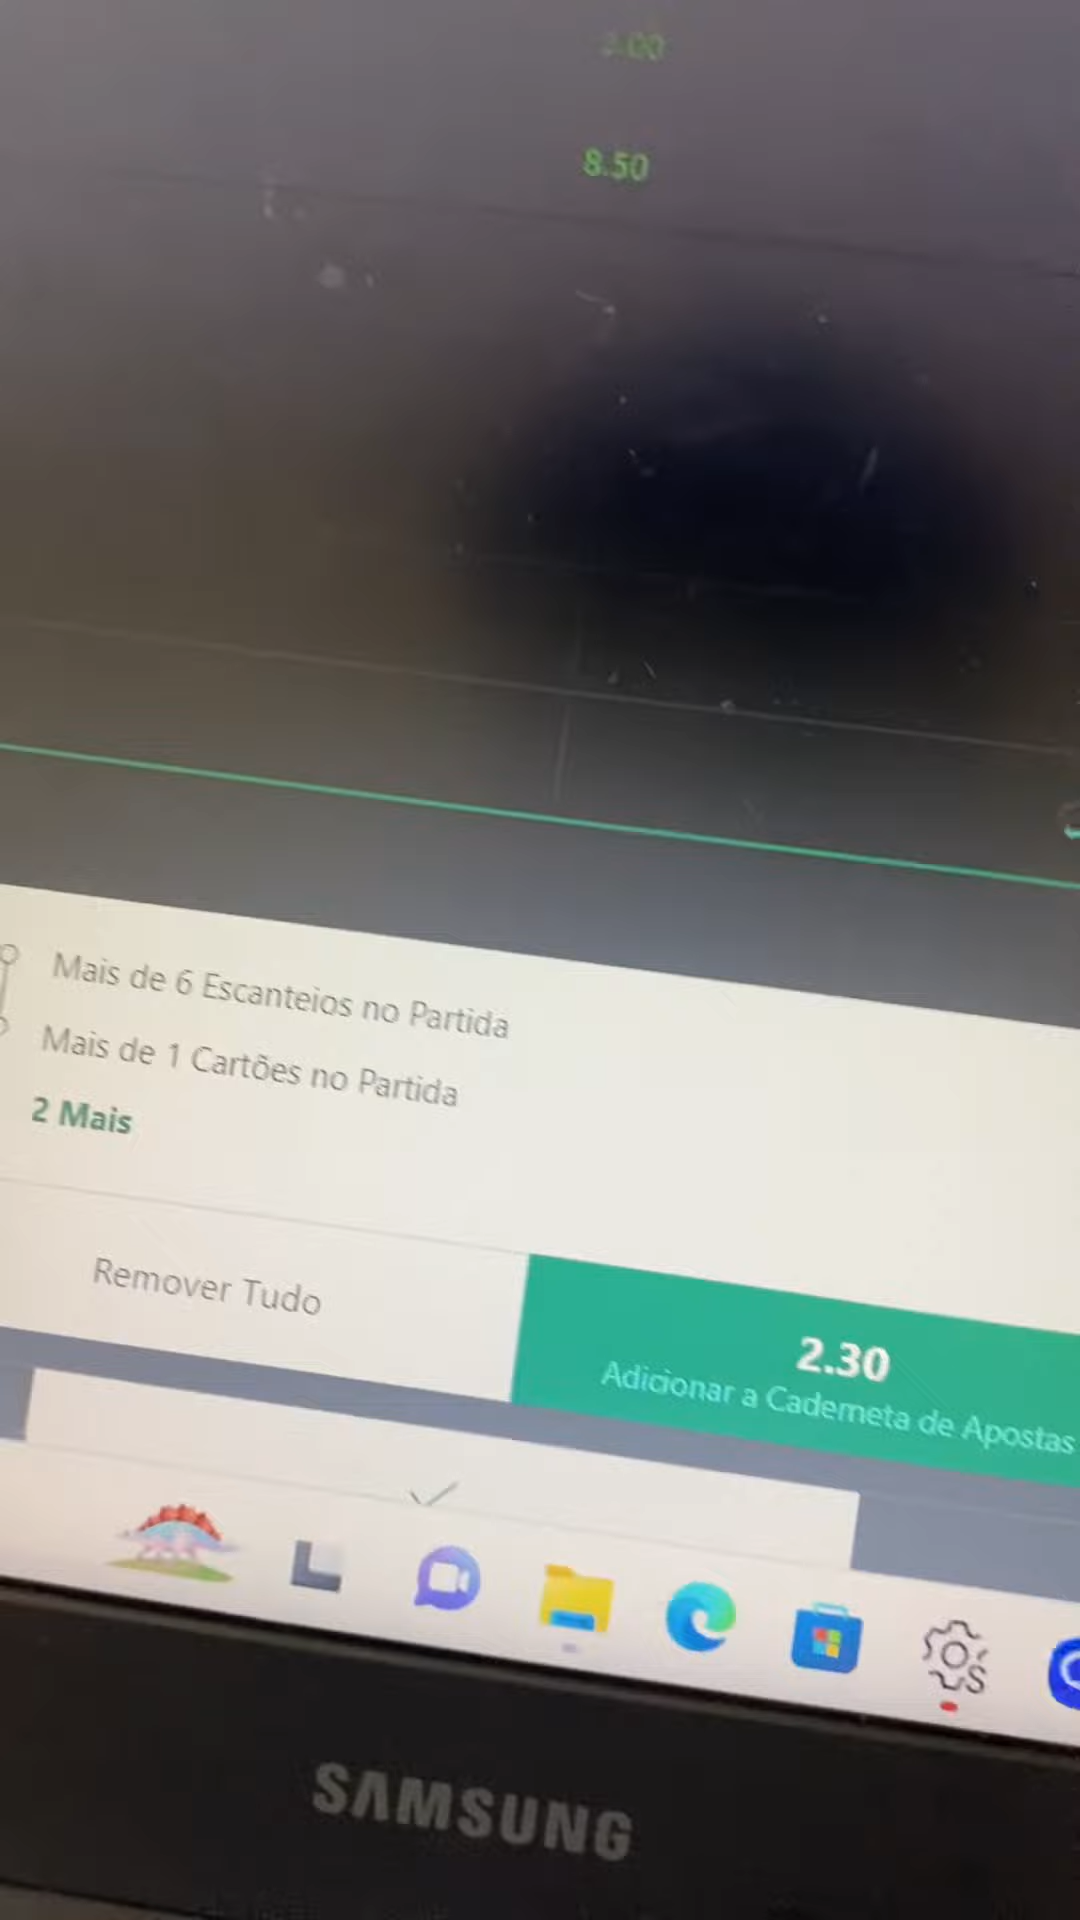 8.50
Mais de 6 Escanteios no Partida
Mais de 1 Cartões no Partida
2 Mais
Remover Tudo
2.30
Adicionar a Caderneta de Apostas
SAMSUNG